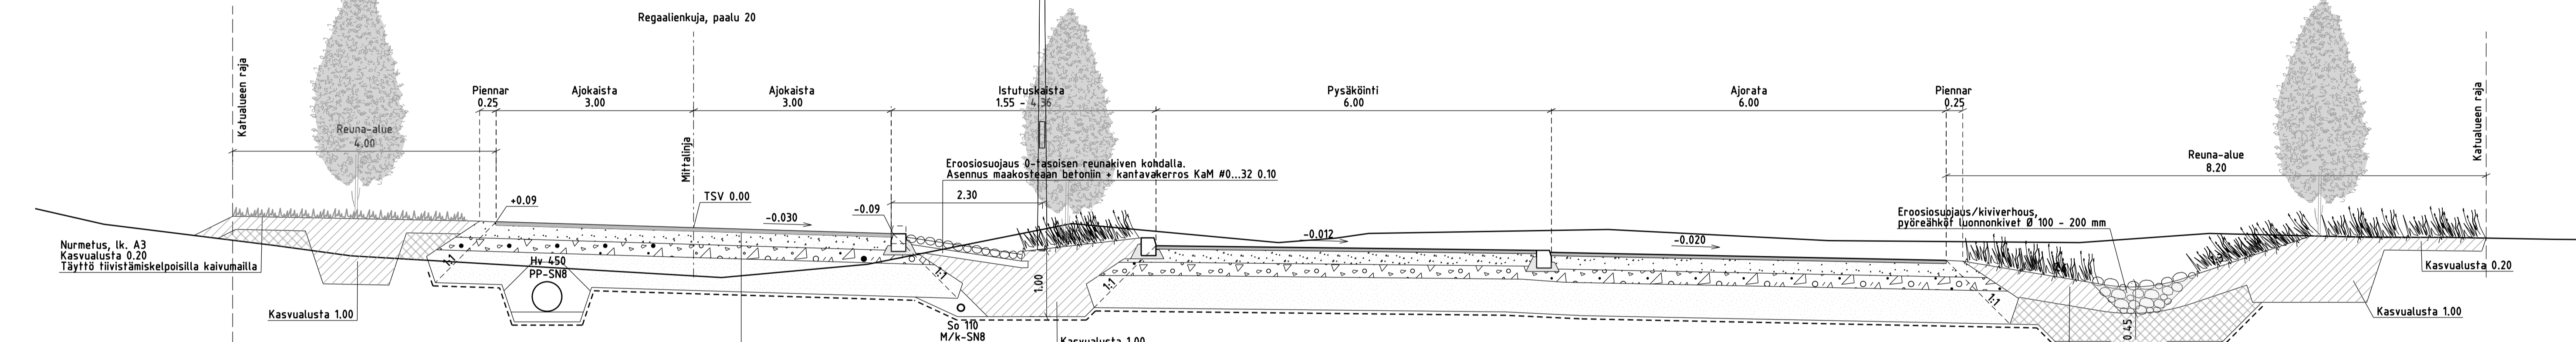 Regaalienkuja, paalu 20
Katualueen raja
Piennar
0.25
Ajokaista
3.00
Ajokaista
3.00
Istutuskaista
1.55 - 4.36
Pysäköinti
6.00
Ajorata
6.00
Piennar
0.25
Katualueen raja
Reuna-alue
4.00
Mittalinja
Reuna-alue
8.20
Eroosiosuojaus 0-tasoisen reunakiven kohdalla.
Asennus maakosteaan betoniin + kantavakerros KaM #0...32 0.10
2.30
+0.09
TSV 0.00
-0.030
-0.09
-0.012
-0.020
Eroosiosuojaus/kiviverhous,
pyöreähköt luonnonkivet Ø 100 - 200 mm
Nurmetus, lk. A3
Kasvualusta 0.20
Täyttö tiivistämiskelpoisilla kaivumailla
1:1
Hv 450
PP-SN8
1:1
1.00
1:1
1:1
Kasvualusta 0.20
Kasvualusta 1.00
So 110
M/k-SN8
Kasvualusta 1.00
0.45
Kasvualusta 1.00